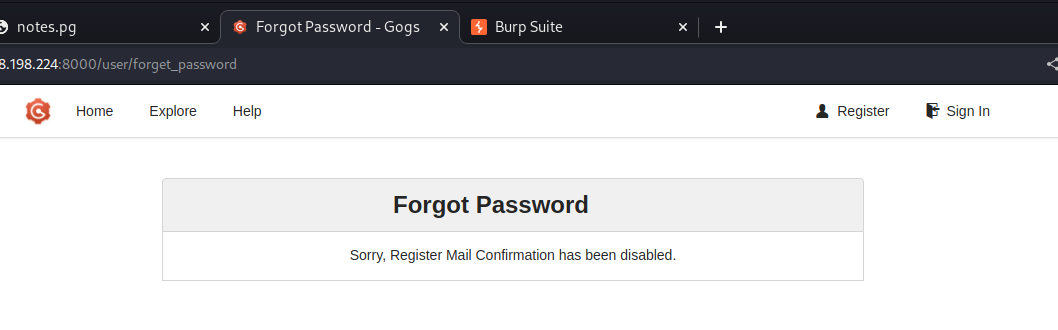 notes.pg
Forgot Password - Gogs
Burp Suite
8.198.224:8000/user/forget_password
Home Explore Help Register Sign In
Forgot Password
Sorry, Register Mail Confirmation has been disabled.